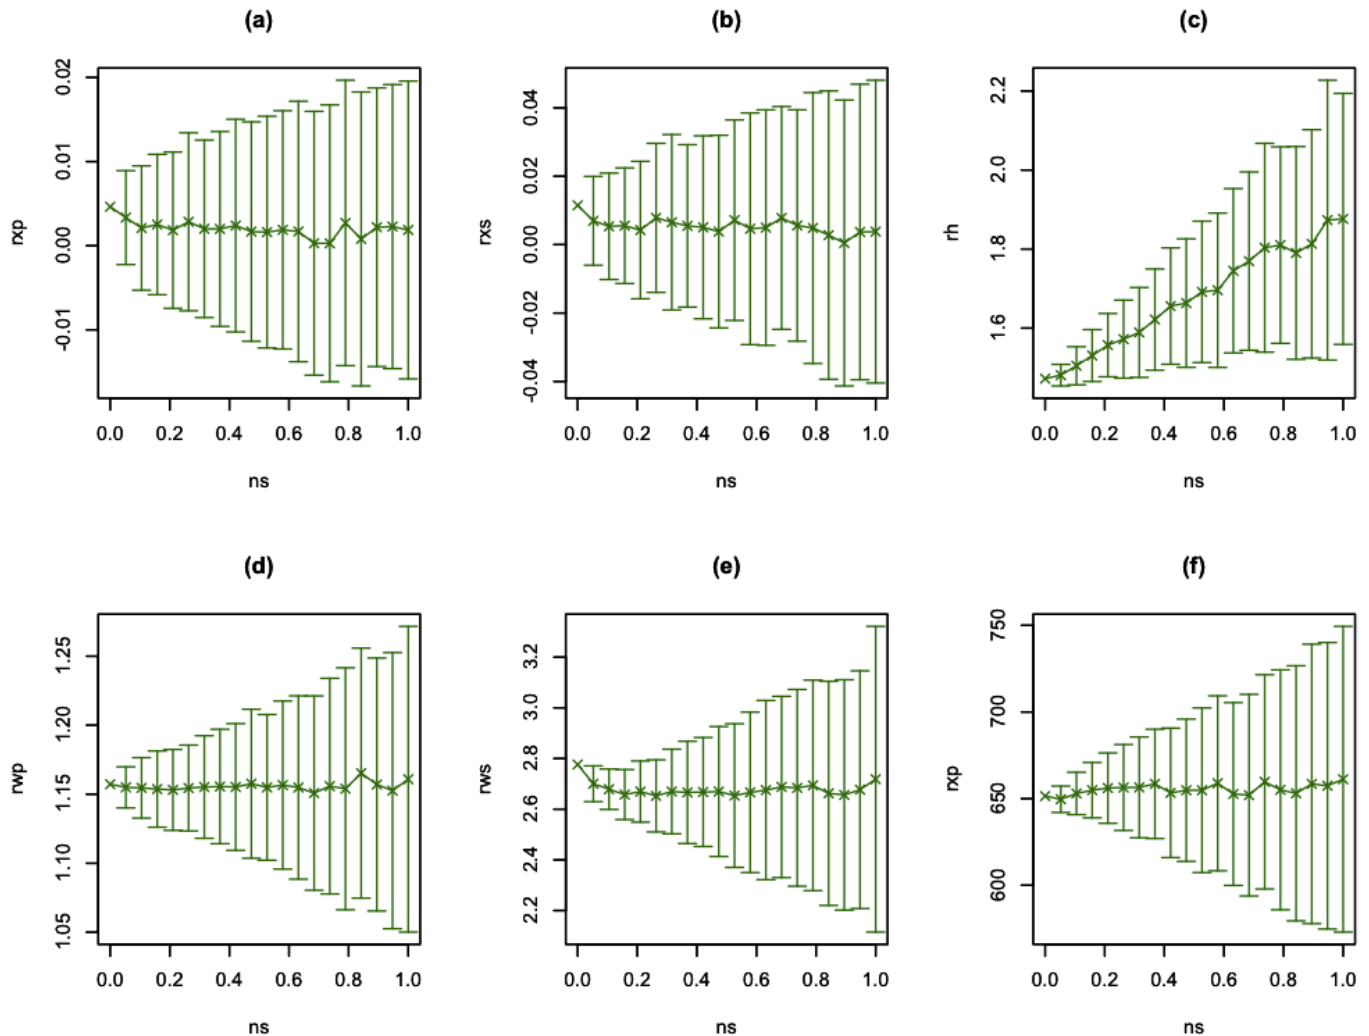 (a)
rxp
0.02
0.01
0.00
-0.01
0.0 0.2 0.4 0.6 0.8 1.0
ns
(b)
rxs
0.04
0.02
0.00
-0.02
-0.04
0.0 0.2 0.4 0.6 0.8 1.0
ns
(c)
rh
2.2
2.0
1.8
1.6
0.0 0.2 0.4 0.6 0.8 1.0
ns
(d)
rwp
1.25
1.20
1.15
1.10
1.05
0.0 0.2 0.4 0.6 0.8 1.0
ns
(e)
rws
3.2
3.0
2.8
2.6
2.4
2.2
0.0 0.2 0.4 0.6 0.8 1.0
ns
(f)
rxp
750
700
650
600
0.0 0.2 0.4 0.6 0.8 1.0
ns